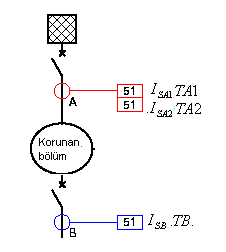 51 I_SA1.TA1
A 51 .I_SA2.TA2
Korunan.
bölüm
51 I_SB.TB.
B